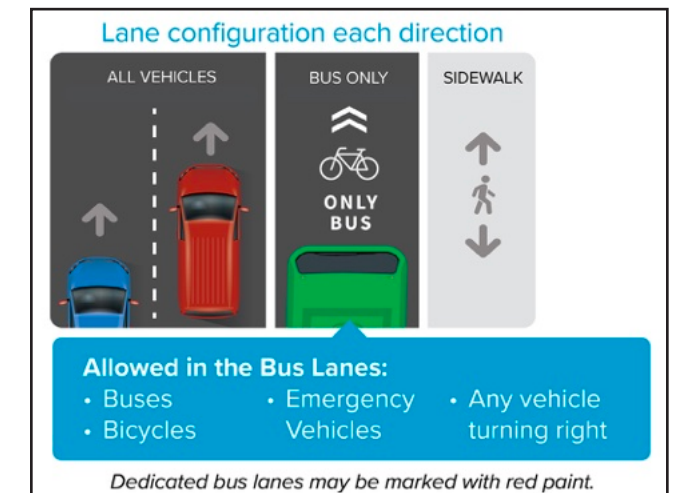 Lane configuration each direction
ALL VEHICLES
BUS ONLY
SIDEWALK
ONLY
BUS
Allowed in the Bus Lanes:
• Buses
• Bicycles
• Emergency
Vehicles
• Any vehicle
turning right
Dedicated bus lanes may be marked with red paint.